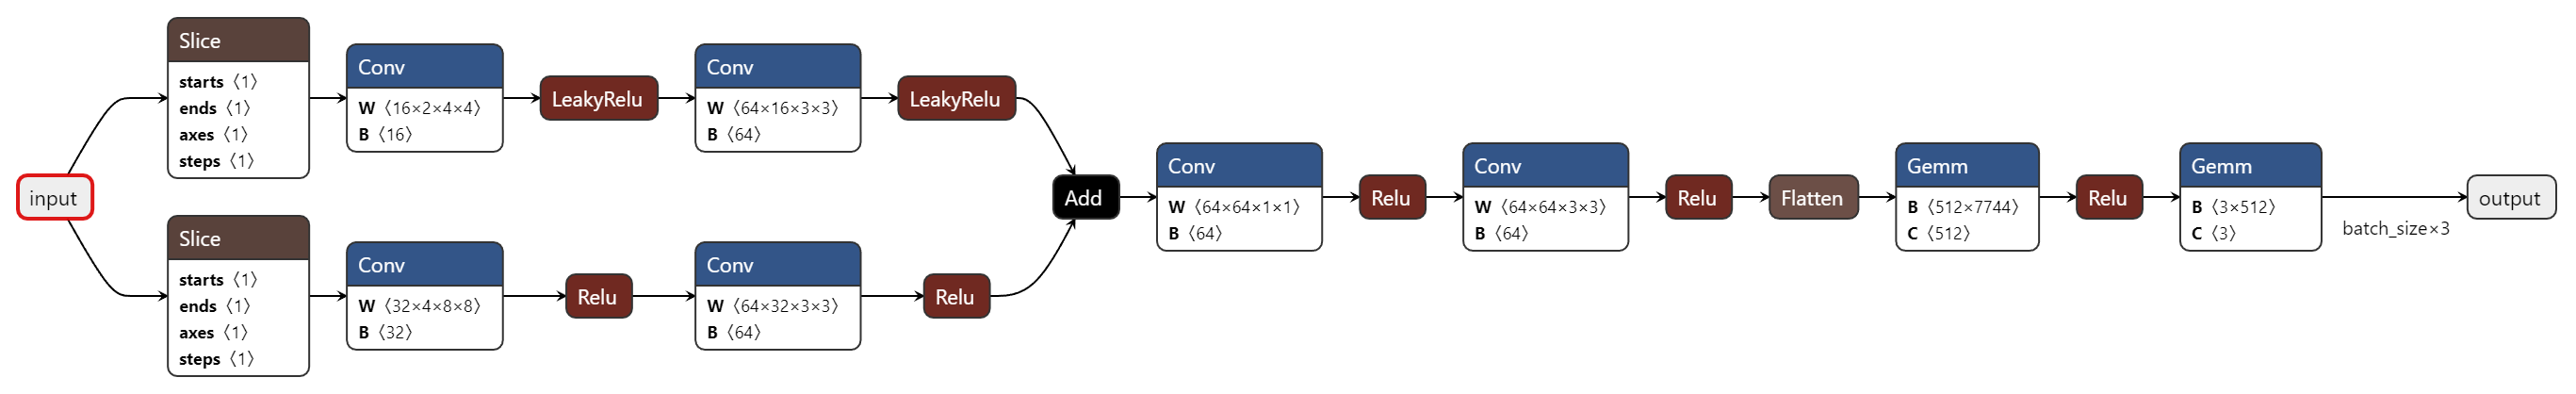 input
Slice
starts 〈1〉
ends 〈1〉
axes 〈1〉
steps 〈1〉
Conv
W 〈16×2×4×4〉
B 〈16〉
LeakyRelu
Conv
W 〈64×16×3×3〉
B 〈64〉
LeakyRelu
Slice
starts 〈1〉
ends 〈1〉
axes 〈1〉
steps 〈1〉
Conv
W 〈32×4×8×8〉
B 〈32〉
Relu
Conv
W 〈64×32×3×3〉
B 〈64〉
Relu
Add
Conv
W 〈64×64×1×1〉
B 〈64〉
Relu
Conv
W 〈64×64×3×3〉
B 〈64〉
Relu
Flatten
Gemm
B 〈512×7744〉
C 〈512〉
Relu
Gemm
B 〈3×512〉
C 〈3〉
batch_size×3
output